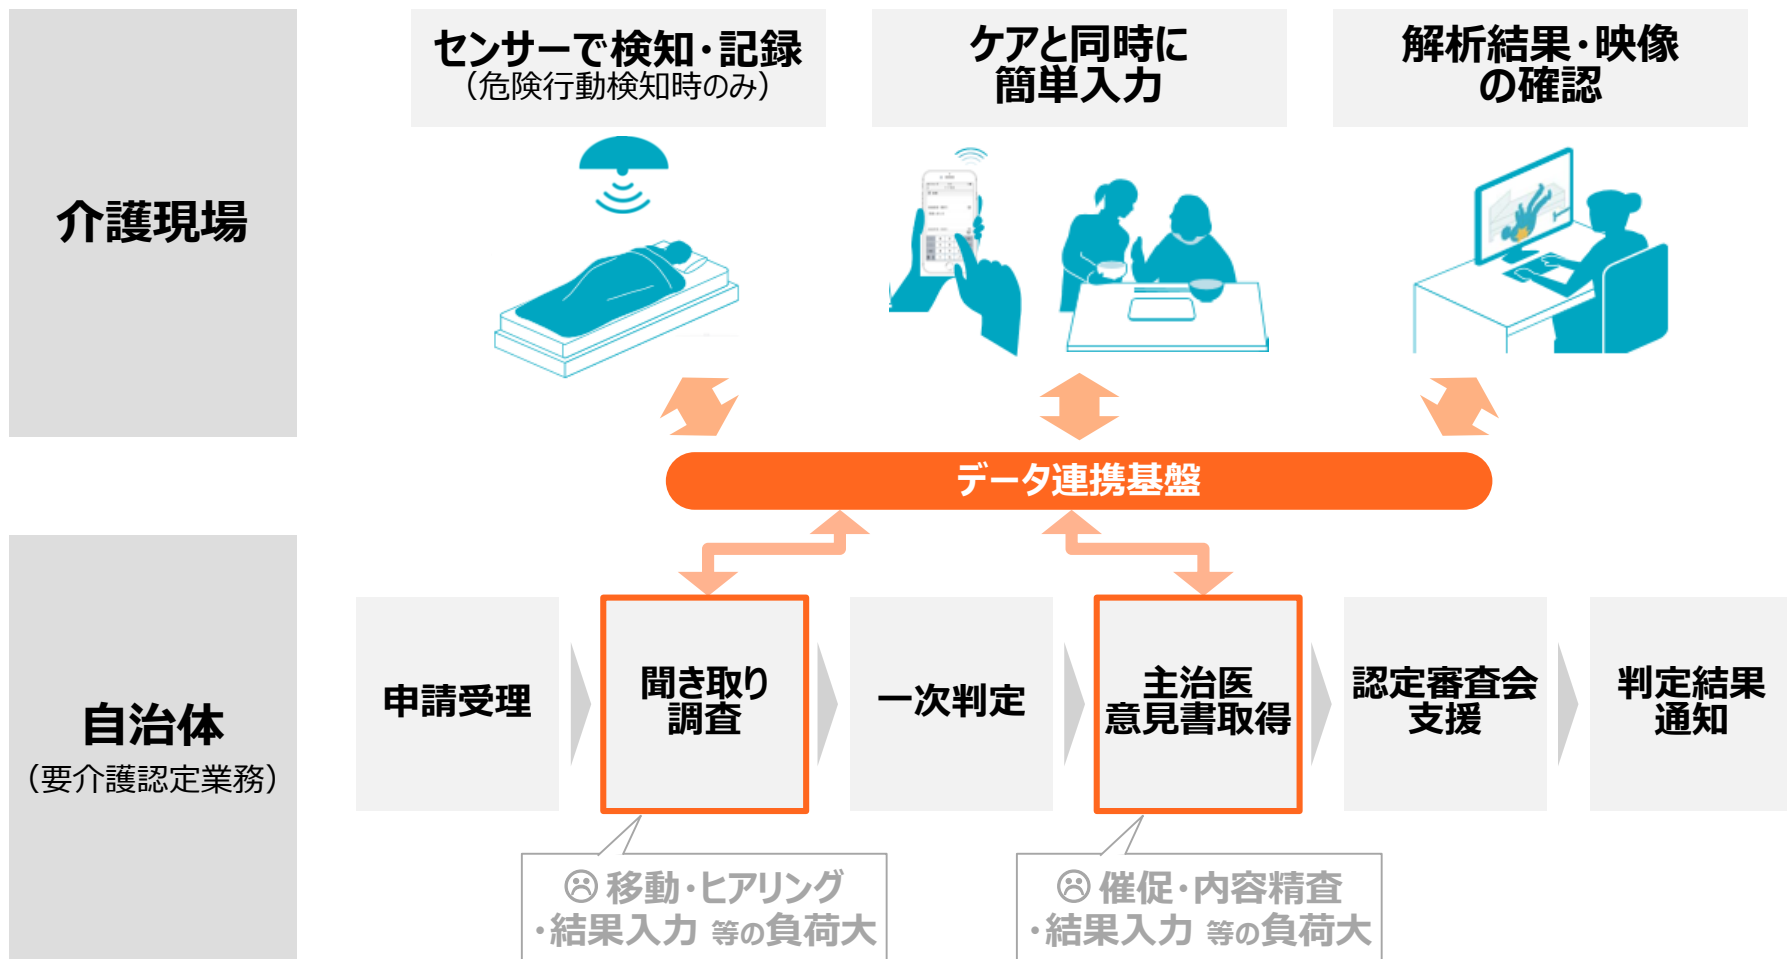 介護現場
センサーで検知・記録
（危険行動検知時のみ）
ケアと同時に
簡単入力
解析結果・映像
の確認
データ連携基盤
自治体
（要介護認定業務）
申請受理
聞き取り
調査
一次判定
主治医
意見書取得
認定審査会
支援
判定結果
通知
☹ 移動・ヒアリング
・結果入力 等の負荷大
☹ 催促・内容精査
・結果入力 等の負荷大